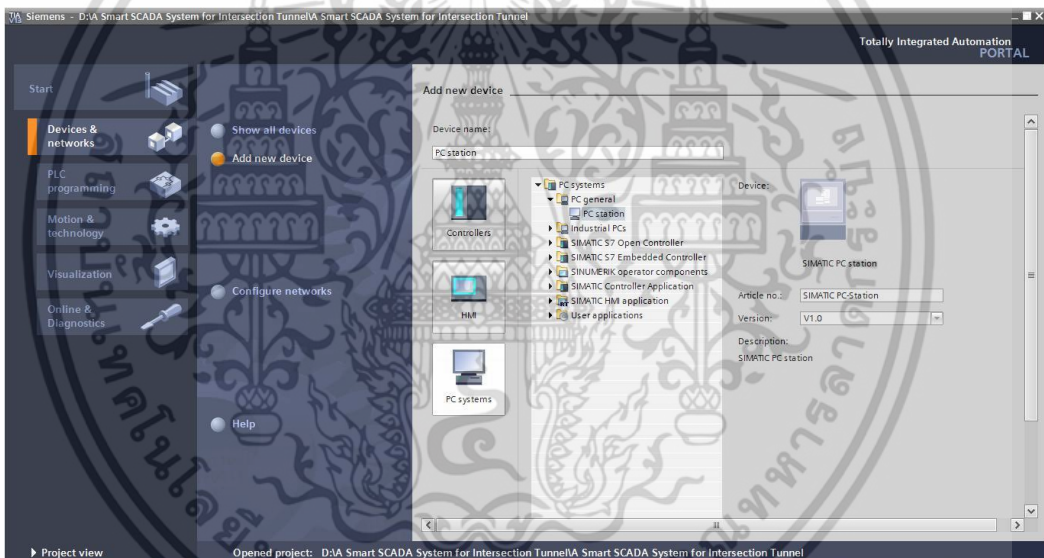 Siemens - D:\A Smart SCADA System for Intersection Tunnel\A Smart SCADA System for Intersection Tunnel
Totally Integrated Automation
PORTAL
Start
Devices &
networks
PLC
programming
Motion &
technology
Visualization
Online &
Diagnostics
Show all devices
Add new device
Configure networks
Help
Add new device
Device name:
PC station
Controllers
HMI
PC systems
PC systems
PC general
PC station
Industrial PCs
SIMATIC S7 Open Controller
SIMATIC S7 Embedded Controller
SINUMERIK operator components
SIMATIC Controller Application
SIMATIC HMI application
User applications
Device:
SIMATIC PC station
Article no.: SIMATIC PC-Station
Version: V1.0
Description:
SIMATIC PC station
Project view
Opened project: D:\A Smart SCADA System for Intersection Tunnel\A Smart SCADA System for Intersection Tunnel